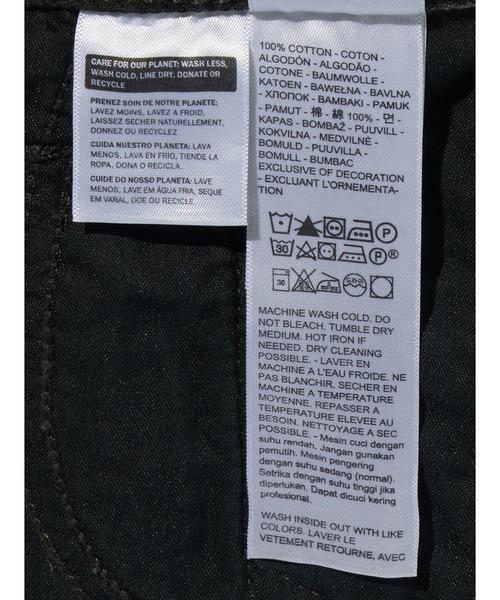 CARE FOR OUR PLANET: WASH LESS,
WASH COLD, LINE DRY, DONATE OR
RECYCLE
PRENEZ SOIN DE NOTRE PLANETE:
LAVEZ MOINS, LAVEZ A FROID,
LAISSEZ SECHER NATURELLEMENT,
DONNEZ OU RECYCLEZ
CUIDA NUESTRO PLANETA: LAVA
MENOS, LAVA EN FRIO, TIENDE LA
ROPA, DONA O RECICLA.
CUIDE DO NOSSO PLANETA: LAVE
MENOS, LAVE EM ÁGUA FRIA, SEQUE
EM VARAL, DOE OU RECICLE.
100% COTTON - COTON -
ALGODÓN - ALGODÃO -
COTONE - BAUMWOLLE -
KATOEN - BAWEŁNA - BAVLNA
- ХЛОПОК - BAMBAKI - PAMUK
- PAMUT - 棉 - 綿 100% - 면 -
KAPAS - BOMBAŽ - PUUVILL -
KOKVILNA - MEDVILNĖ -
BOMULD - PUUVILLA -
BOMULL - BUMBAC
EXCLUSIVE OF DECORATION
- EXCLUANT L'ORNEMENTA-
TION
P
30 P®
30 드라이
MACHINE WASH COLD. DO
NOT BLEACH. TUMBLE DRY
MEDIUM. HOT IRON IF
NEEDED. DRY CLEANING
POSSIBLE. - LAVER EN
MACHINE A L'EAU FROIDE. NE
PAS BLANCHIR. SECHER EN
MACHINE A TEMPERATURE
MOYENNE. REPASSER A
TEMPERATURE ELEVEE AU
BESOIN. NETTOYAGE A SEC
POSSIBLE. - Mesin cuci dengan
suhu rendah. Jangan gunakan
pemutih. Mesin pengering
dengan suhu sedang (normal).
Setrika dengan suhu tinggi jika
diperlukan. Dapat dicuci kering
profesional.
WASH INSIDE OUT WITH LIKE
COLORS. LAVER LE
VETEMENT RETOURNE, AVEC